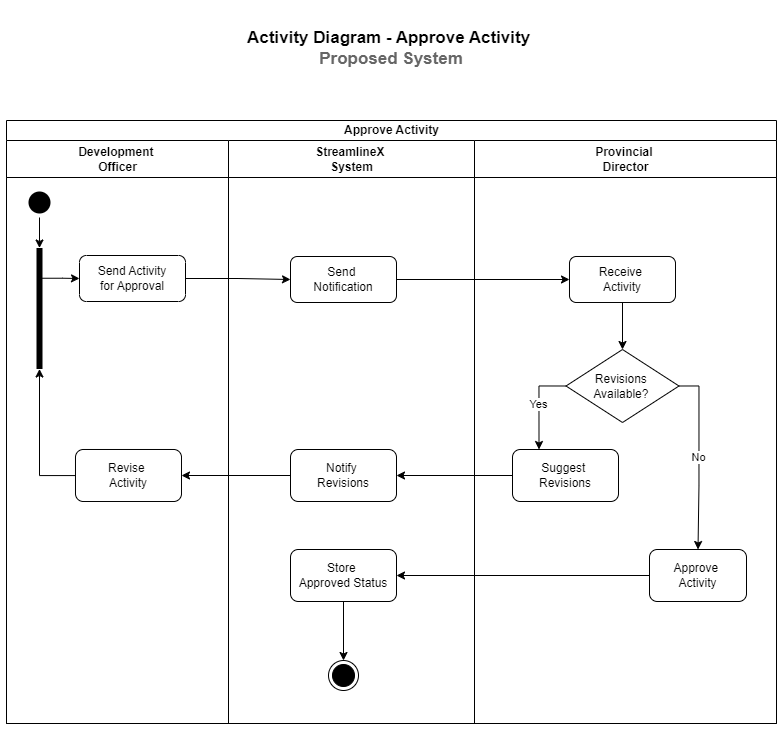 Activity Diagram - Approve Activity
Proposed System
Approve Activity
Development
Officer
StreamlineX
System
Provincial
Director
Send Activity
for Approval
Send
Notification
Receive
Activity
Revisions
Available?
Yes
No
Revise
Activity
Notify
Revisions
Suggest
Revisions
Store
Approved Status
Approve
Activity